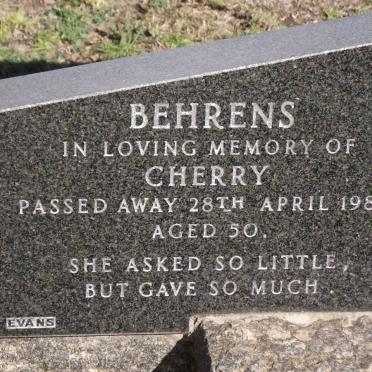 BEHRENS
IN LOVING MEMORY OF
CHERRY
PASSED AWAY 28TH APRIL
AGED 50.
SHE ASKED SO LITTLE,
BUT GAVE SO MUCH.
EVANS